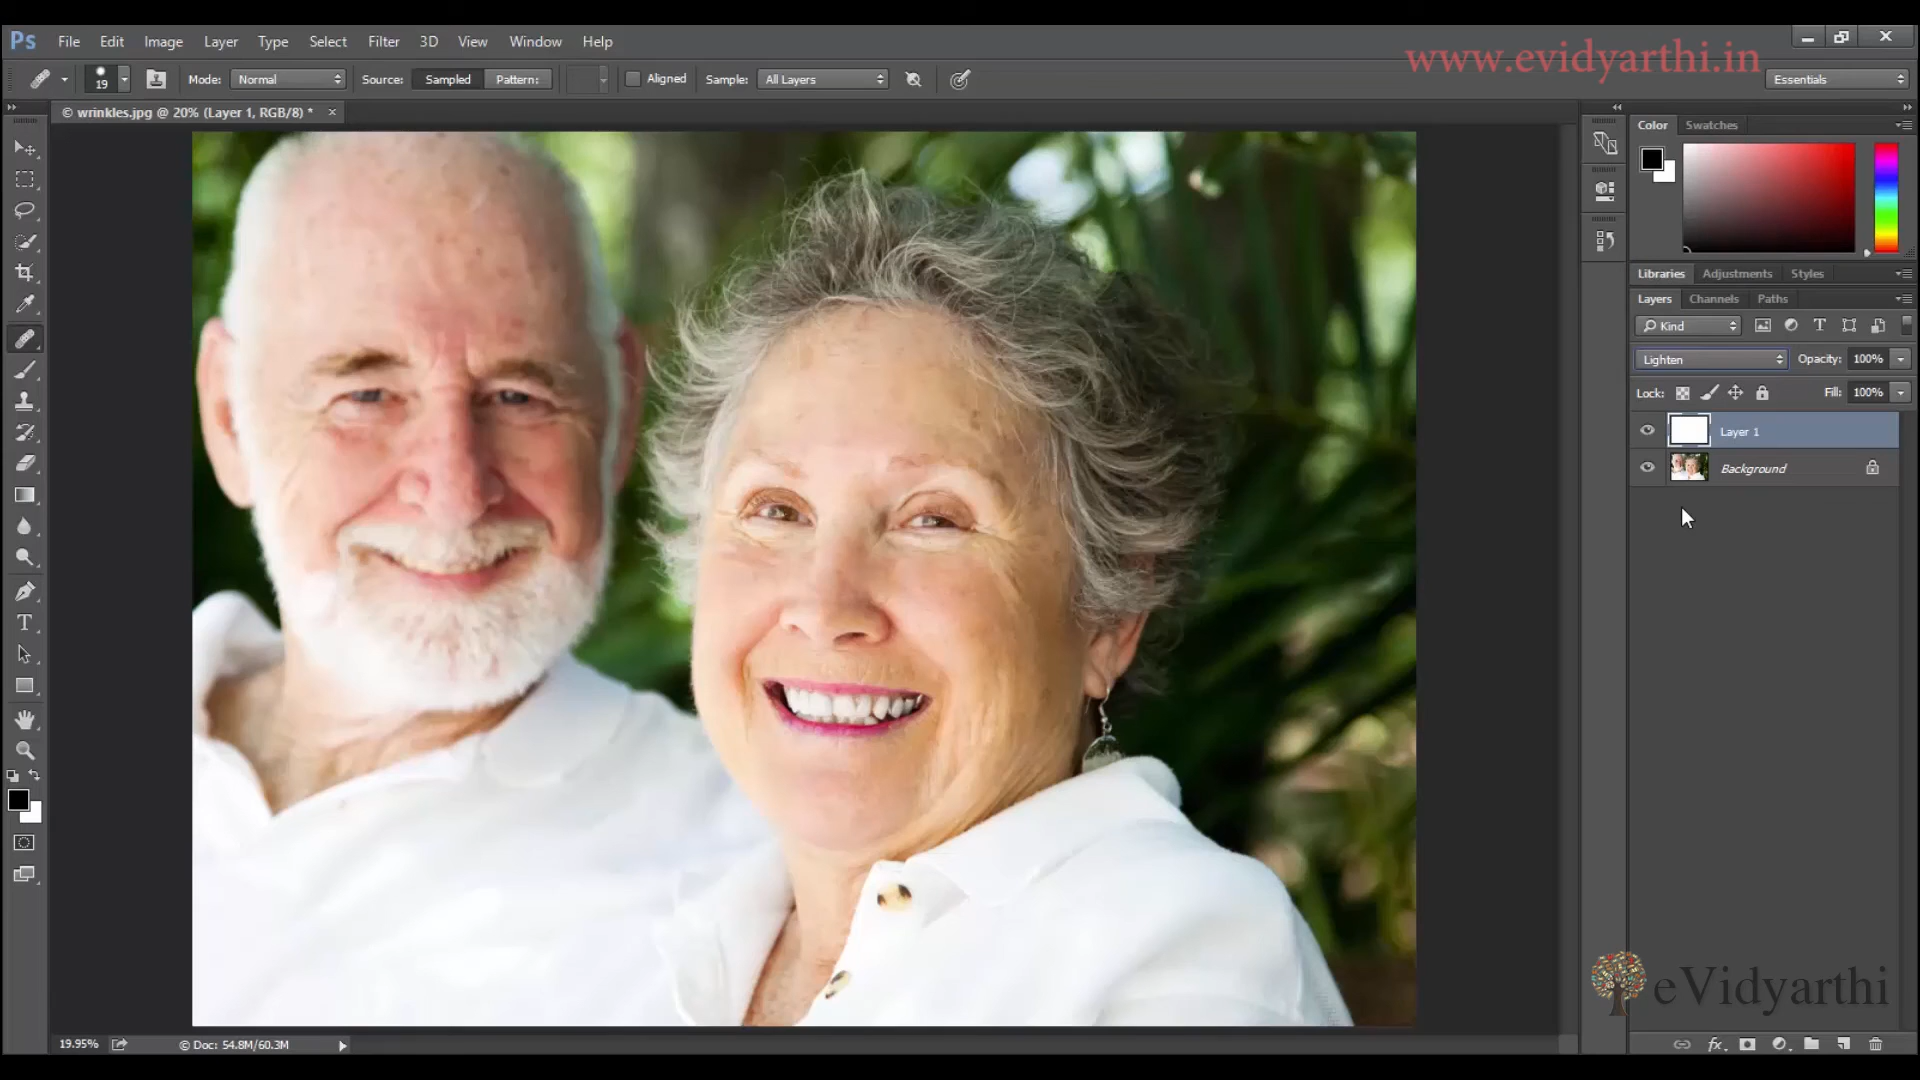 Ps File Edit Image Layer Type Select Filter 3D View Window Help
www.evidyarthi.in
19 Mode: Normal Source: Sampled Pattern: Aligned Sample: All Layers Essentials
© wrinkles.jpg @ 20% (Layer 1, RGB/8) * ×
Color Swatches
Libraries Adjustments Styles
Layers Channels Paths
Kind
Lighten Opacity: 100%
Lock: Fill: 100%
Layer 1
Background
eVidyarthi
19.95% © Doc: 54.8M/60.3M
fx